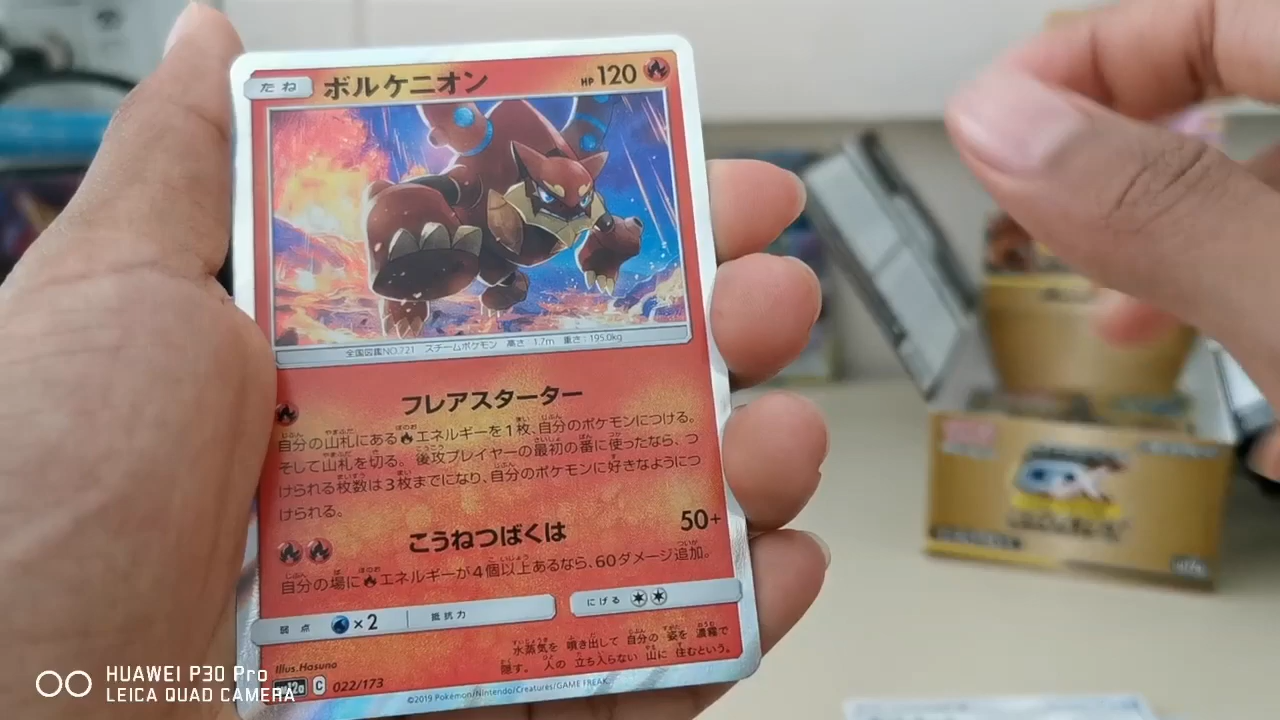 たね ボルケニオン HP 120
全国図鑑NO.721 スチームポケモン 高さ：1.7m 重さ：195.0kg
フレアスターター
自分の山札にあるエネルギーを1枚、自分のポケモンにつける。
そして山札を切る。後攻プレイヤーの最初の番に使ったなら、つ
けられる枚数は3枚までになり、自分のポケモンに好きなようにつ
けられる。
こうねつばくは 50+
自分の場にエネルギーが4個以上あるなら、60ダメージ追加。
弱点 ×2 抵抗力 にげる
水蒸気を噴き出して自分の姿を濃霧で
隠す。人の立ち入らない山に住むという。
Illus.Hasuno
12a C 022/173
©2019 Pokémon/Nintendo/Creatures/GAME FREAK.
GX
HUAWEI P30 Pro
LEICA QUAD CAMERA